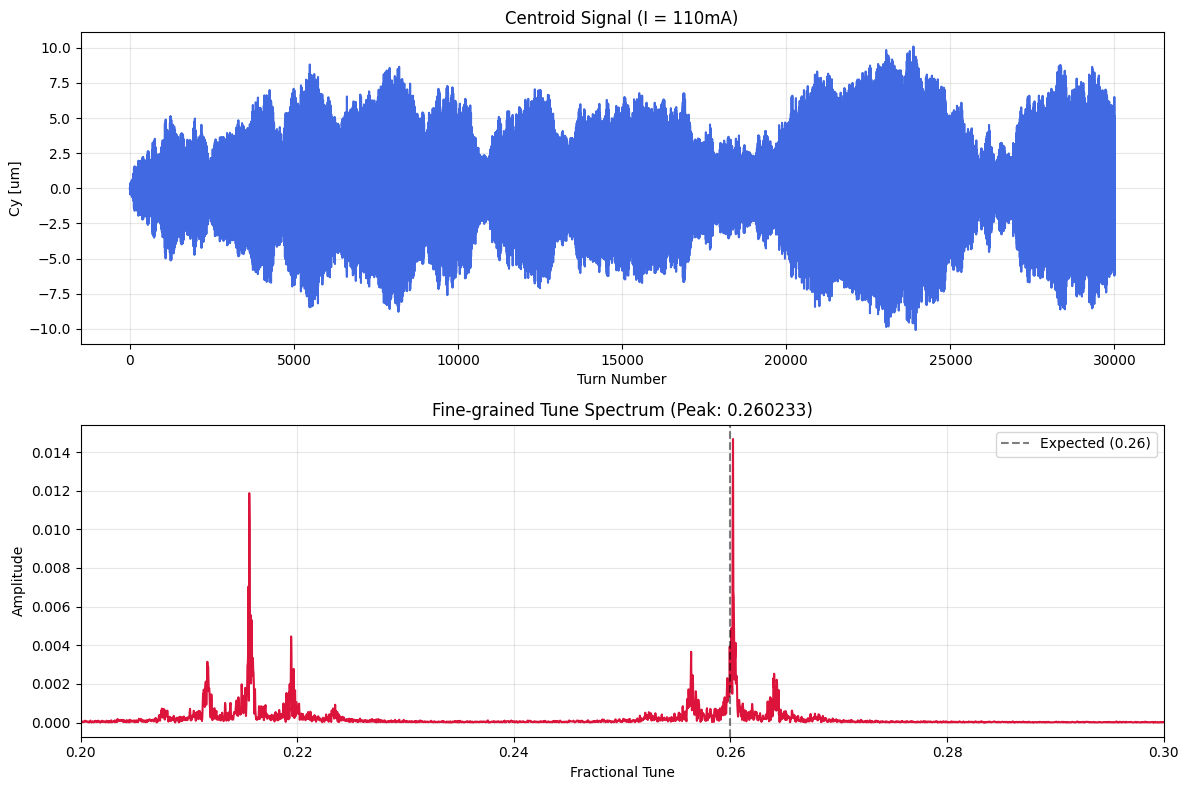 Centroid Signal (I = 110mA)
10.0
7.5
5.0
2.5
0.0
−2.5
−5.0
−7.5
−10.0
Cy [um]
0 5000 10000 15000 20000 25000 30000
Turn Number
Fine-grained Tune Spectrum (Peak: 0.260233)
Expected (0.26)
0.014
0.012
0.010
0.008
0.006
0.004
0.002
0.000
Amplitude
0.20 0.22 0.24 0.26 0.28 0.30
Fractional Tune